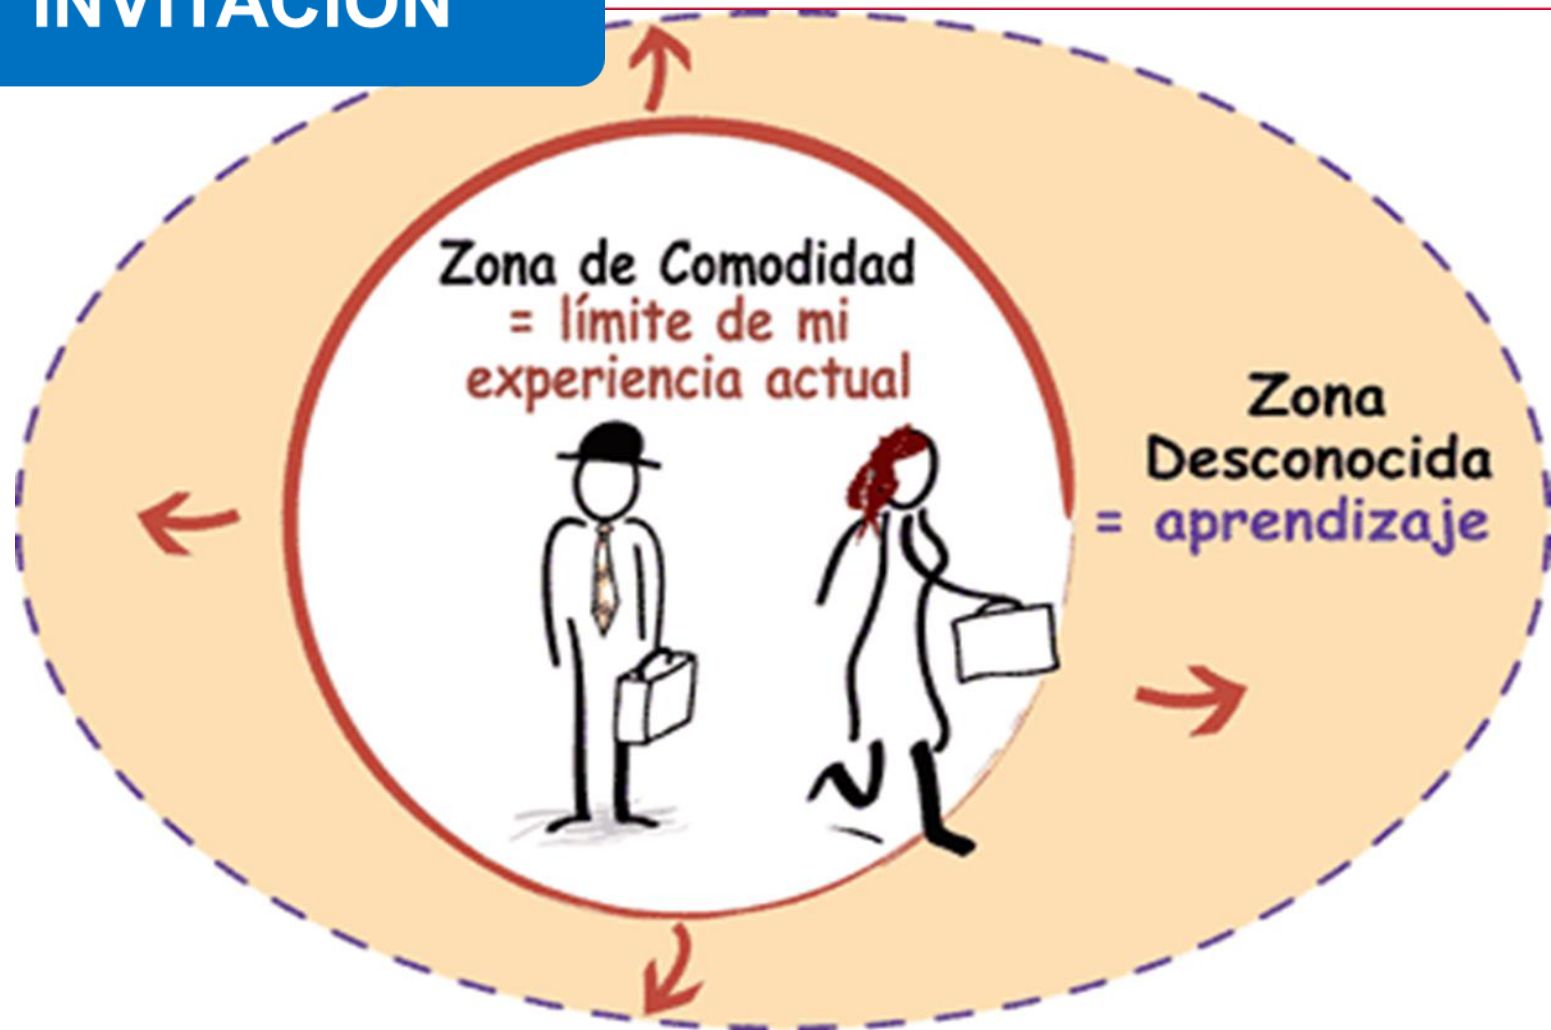 INVITACIÓN
Zona de Comodidad
= límite de mi
experiencia actual
Zona
Desconocida
= aprendizaje